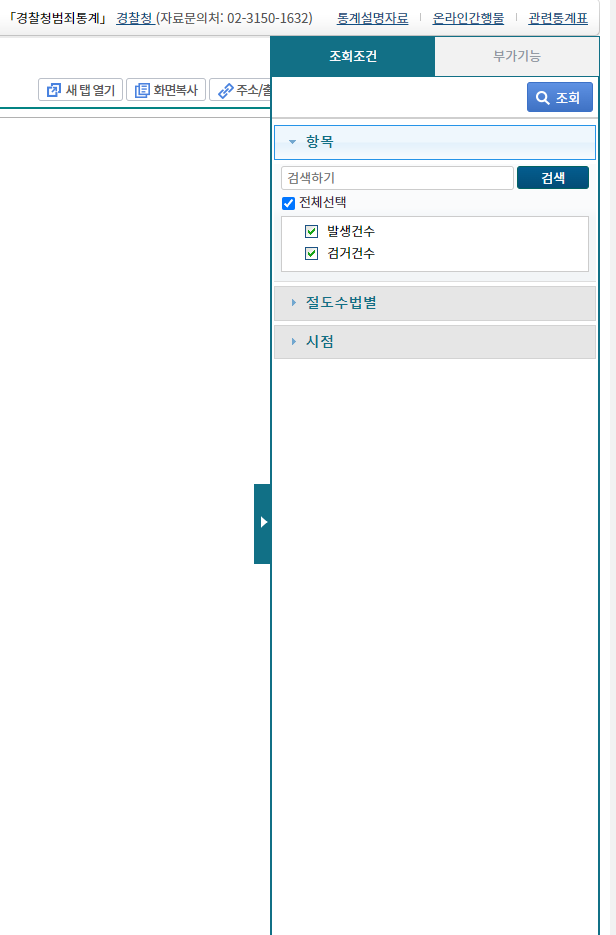 「경찰청범죄통계」 경찰청 (자료문의처: 02-3150-1632) 통계설명자료 온라인간행물 관련통계표
조회조건 부가기능
새 탭 열기 화면복사 주소/출
조회
항목
검색하기 검색
전체선택
발생건수
검거건수
절도수법별
시점